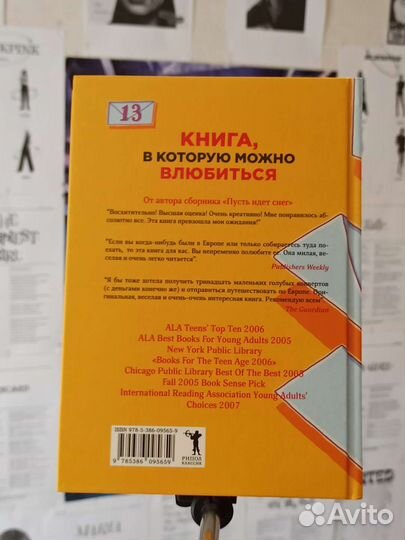 13
КНИГА,
В КОТОРУЮ МОЖНО
ВЛЮБИТЬСЯ
От автора сборника «Пусть идет снег»
"Восхитительно! Высшая оценка! Очень креативно! Мне понравилось аб-
солютно все. Эта книга превзошла мои ожидания!"
"Если вы когда-нибудь были в Европе или только собираетесь туда по-
ехать, то эта книга для вас. Вы непременно полюбите ее. Она милая, ве-
селая и очень легко читается".
Publishers Weekly
"Я бы тоже хотела получить тринадцать маленьких голубых конвертов
(с деньгами конечно же) и отправиться путешествовать по Европе. Ори-
гинальная, веселая и очень-очень интересная книга. Рекомендую всем"
The Guardian
ALA Teens' Top Ten 2006
ALA Best Books For Young Adults 2005
New York Public Library
«Books For The Teen Age 2006»
Chicago Public Library Best Of The Best 2005
Fall 2005 Book Sense Pick
International Reading Association Young Adults'
Choices 2007
ISBN 978-5-386-09565-9
9 785386 095659
РИПОЛ
КЛАССИК
Avito